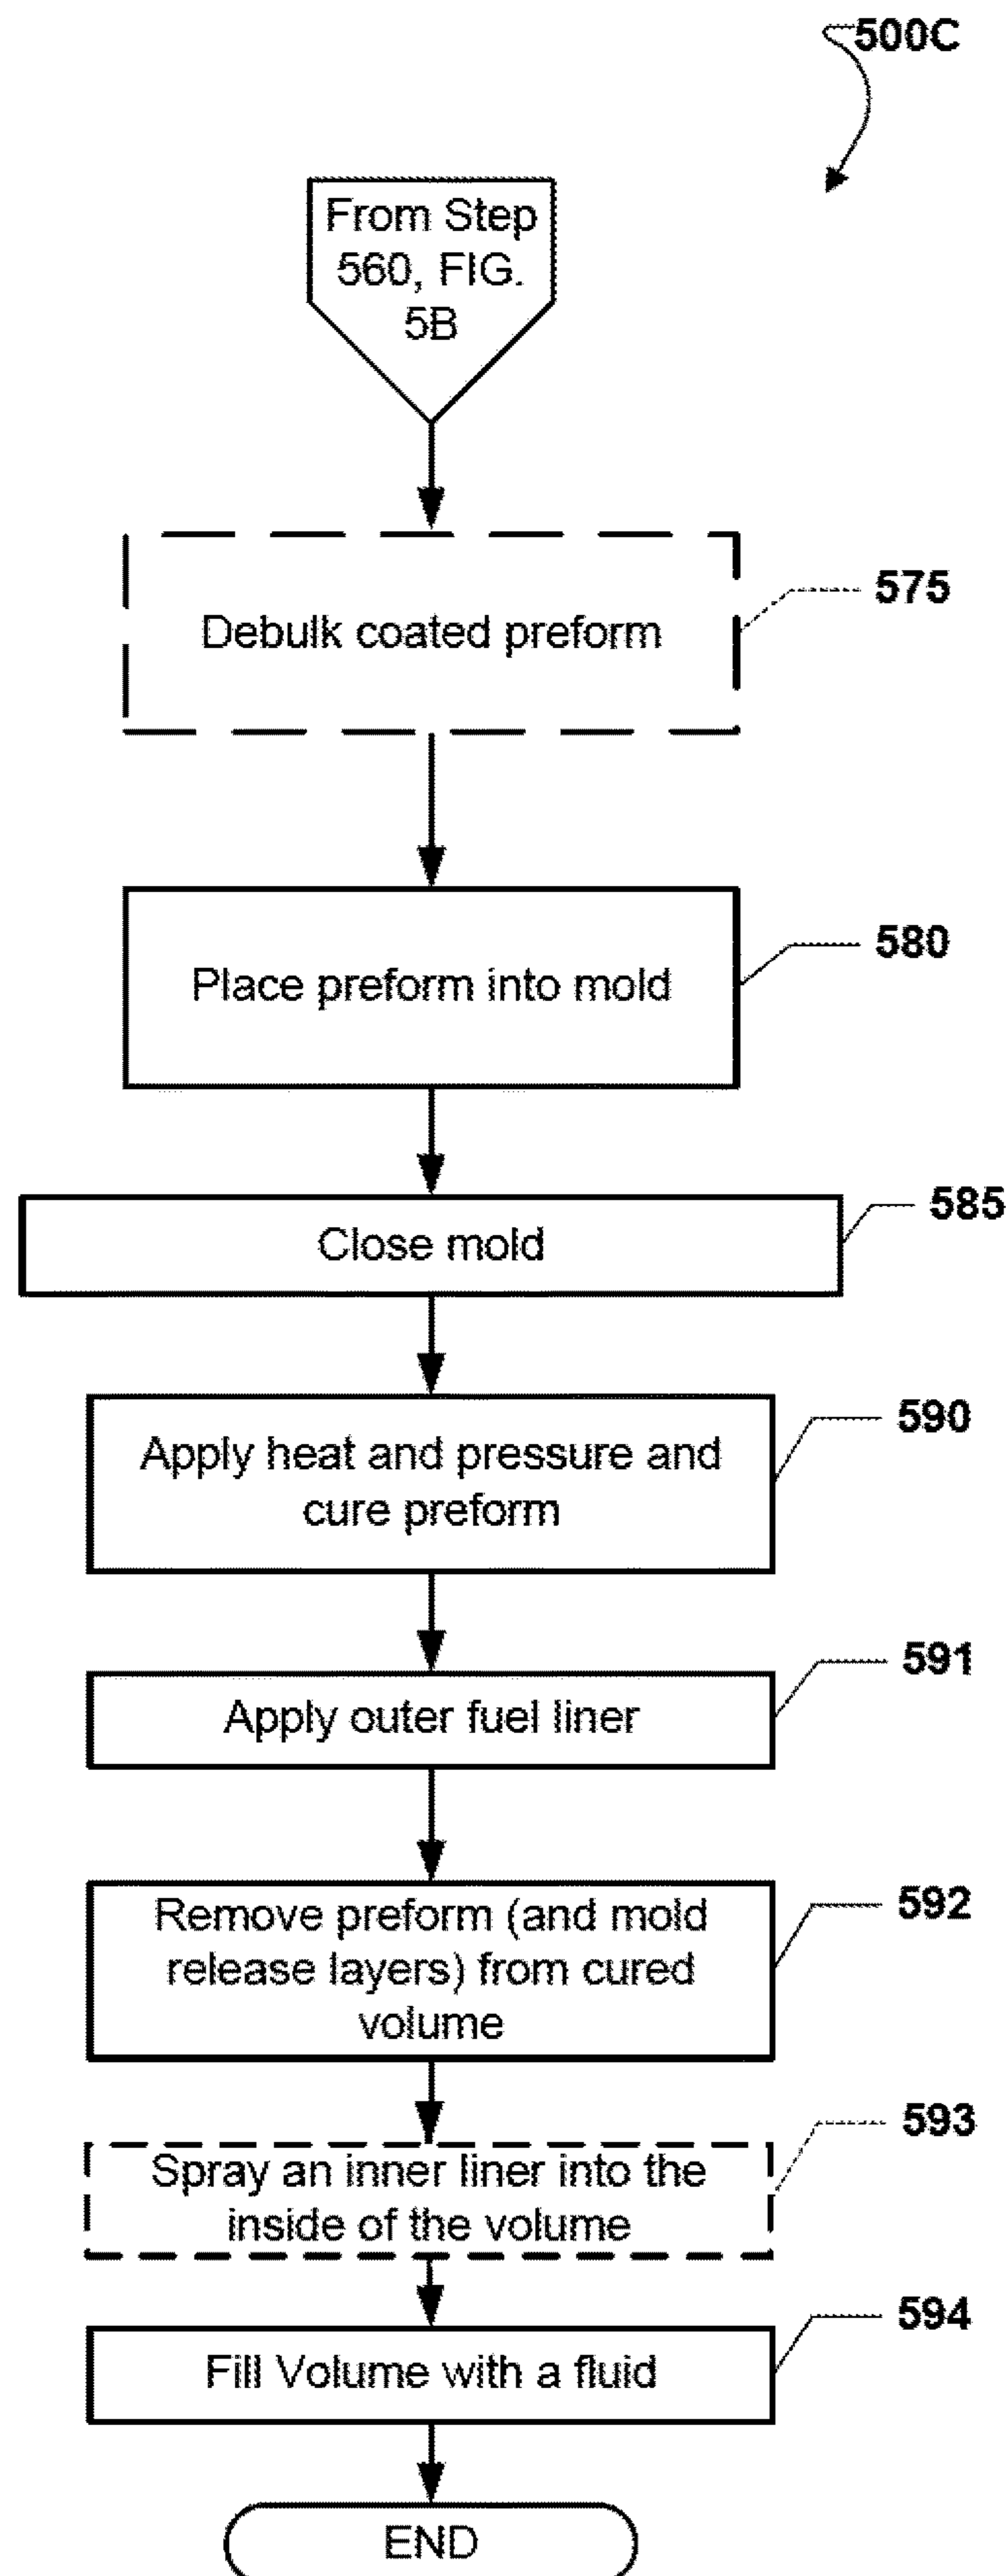 500C
From Step
560, FIG.
5B
575
Debulk coated preform
580
Place preform into mold
585
Close mold
590
Apply heat and pressure and
cure preform
591
Apply outer fuel liner
592
Remove preform (and mold
release layers) from cured
volume
593
Spray an inner liner into the
inside of the volume
594
Fill Volume with a fluid
END